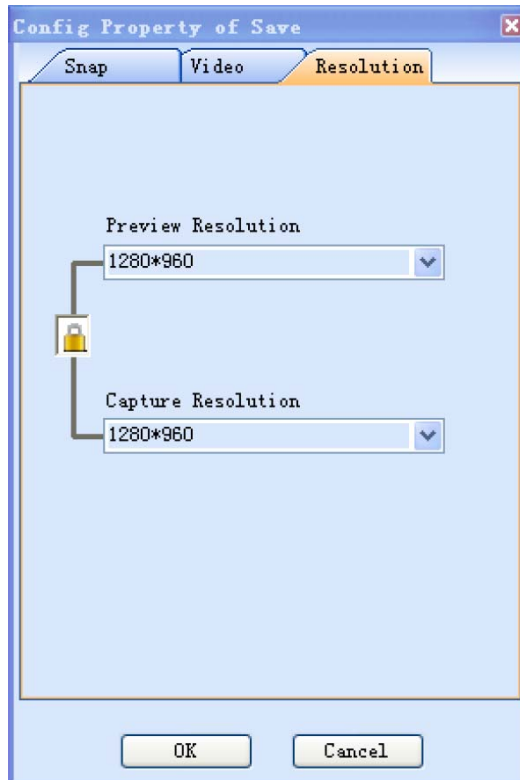 Config Property of Save
Snap Video Resolution
Preview Resolution
1280*960
Capture Resolution
1280*960
OK Cancel